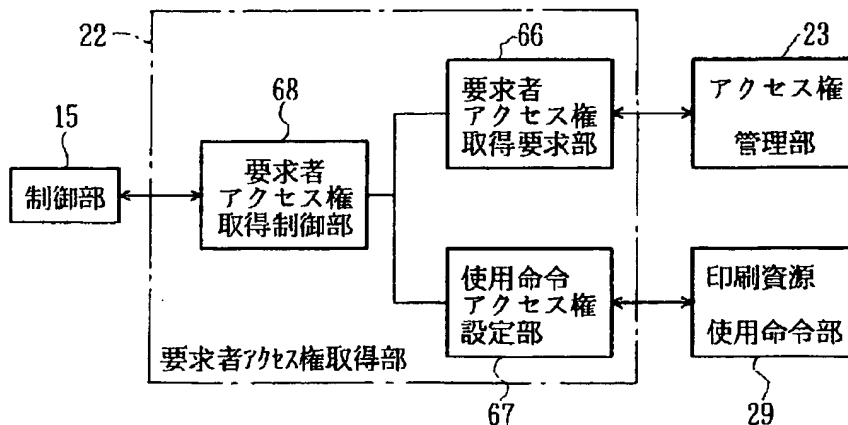 22
66
23
68
15
要求者
アクセス権
取得要求部
アクセス権
管理部
制御部
要求者
アクセス権
取得制御部
使用命令
アクセス権
設定部
印刷資源
使用命令部
要求者アクセス権取得部
67
29